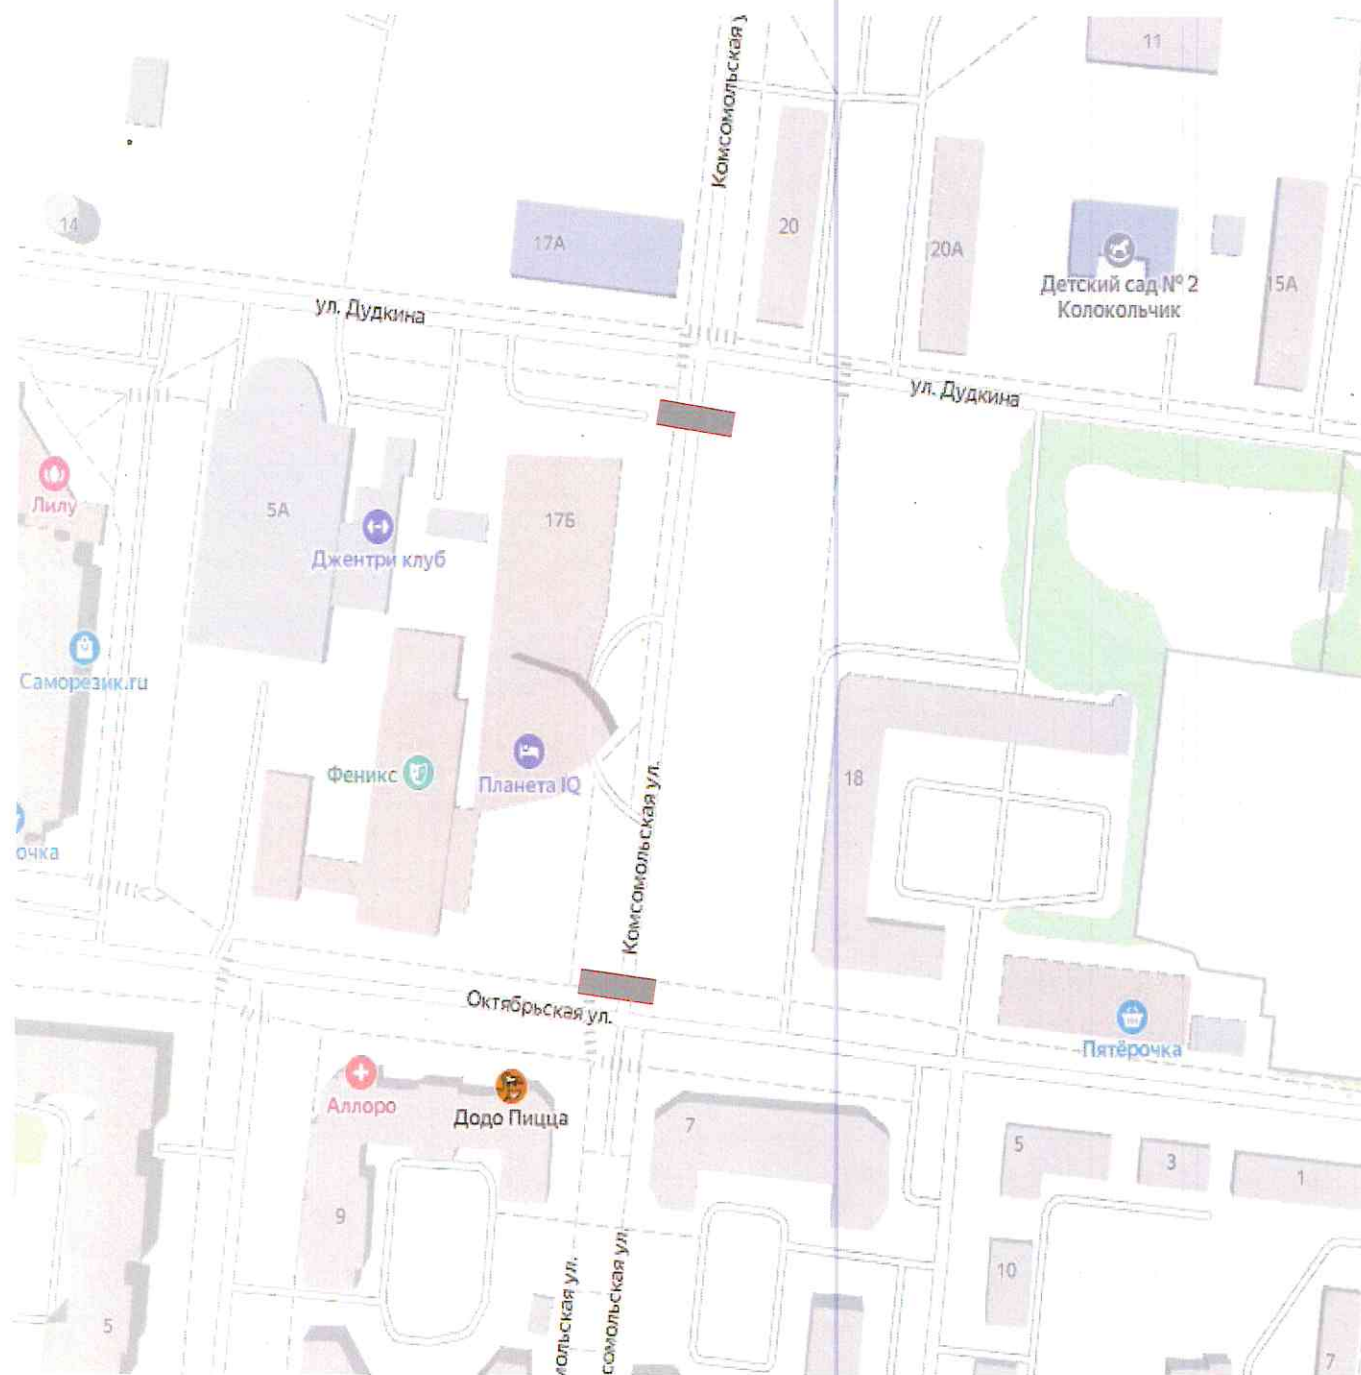 Комсомольская у
11
14
17А
20
20А
Детский сад № 2
Колокольчик
15А
ул. Дудкина
ул. Дудкина
Лилу
5А
17Б
Джентри клуб
Саморезик.ru
Феникс
Планета IQ
18
очка
Комсомольская ул.
Октябрьская ул.
Пятёрочка
Аллоро
Додо Пицца
7
5
3
1
9
10
5
мольская ул.
сомольская ул.
7